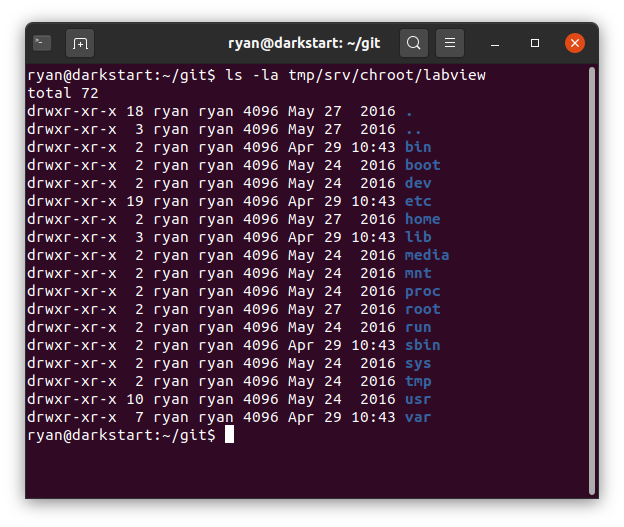 ryan@darkstart: ~/git
ryan@darkstart:~/git$ ls -la tmp/srv/chroot/labview
total 72
drwxr-xr-x 18 ryan ryan 4096 May 27  2016 .
drwxr-xr-x  3 ryan ryan 4096 May 27  2016 ..
drwxr-xr-x  2 ryan ryan 4096 Apr 29 10:43 bin
drwxr-xr-x  2 ryan ryan 4096 May 24  2016 boot
drwxr-xr-x  2 ryan ryan 4096 May 24  2016 dev
drwxr-xr-x 19 ryan ryan 4096 Apr 29 10:43 etc
drwxr-xr-x  2 ryan ryan 4096 May 27  2016 home
drwxr-xr-x  3 ryan ryan 4096 Apr 29 10:43 lib
drwxr-xr-x  2 ryan ryan 4096 May 24  2016 media
drwxr-xr-x  2 ryan ryan 4096 May 24  2016 mnt
drwxr-xr-x  2 ryan ryan 4096 May 24  2016 proc
drwxr-xr-x  2 ryan ryan 4096 May 27  2016 root
drwxr-xr-x  2 ryan ryan 4096 May 24  2016 run
drwxr-xr-x  2 ryan ryan 4096 Apr 29 10:43 sbin
drwxr-xr-x  2 ryan ryan 4096 May 24  2016 sys
drwxr-xr-x  2 ryan ryan 4096 May 24  2016 tmp
drwxr-xr-x 10 ryan ryan 4096 May 24  2016 usr
drwxr-xr-x  7 ryan ryan 4096 Apr 29 10:43 var
ryan@darkstart:~/git$